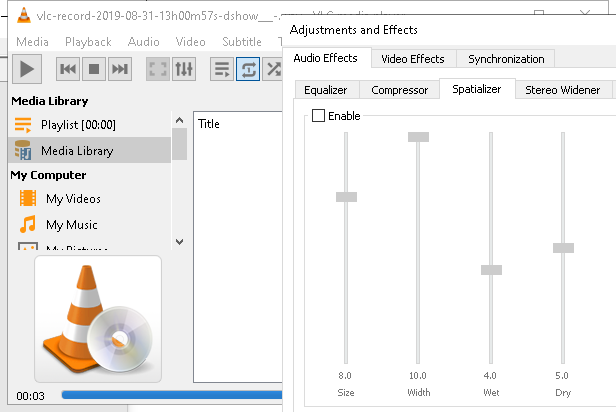 vlc-record-2019-08-31-13h00m57s-dshow___-.
Adjustments and Effects
Media Playback Audio Video Subtitle
Audio Effects Video Effects Synchronization
Equalizer Compressor Spatializer Stereo Widener
Enable
Media Library
Playlist [00:00]
Media Library
My Computer
My Videos
My Music
My Pictures
Title
8.0 10.0 4.0 5.0
Size Width Wet Dry
00:03